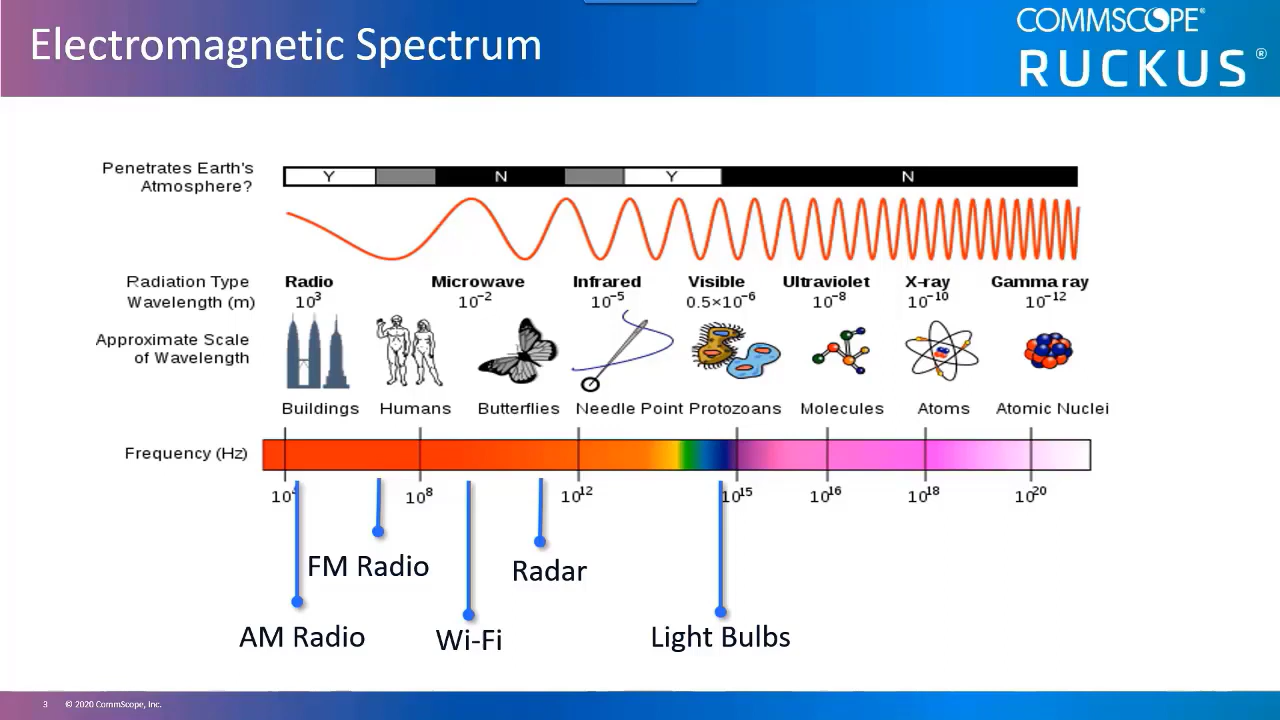 Electromagnetic Spectrum
COMMSCOPE®
RUCKUS®
Penetrates Earth's
Atmosphere?
Y N Y N
Radiation Type
Wavelength (m)
Radio Microwave Infrared Visible Ultraviolet X-ray Gamma ray
10³ 10⁻² 10⁻⁵ 0.5×10⁻⁶ 10⁻⁸ 10⁻¹⁰ 10⁻¹²
Approximate Scale
of Wavelength
Buildings Humans Butterflies Needle Point Protozoans Molecules Atoms Atomic Nuclei
Frequency (Hz)
10⁸ 10¹² 10¹⁵ 10¹⁶ 10¹⁸ 10²⁰
FM Radio Radar
AM Radio Wi-Fi Light Bulbs
3 © 2020 CommScope, Inc.